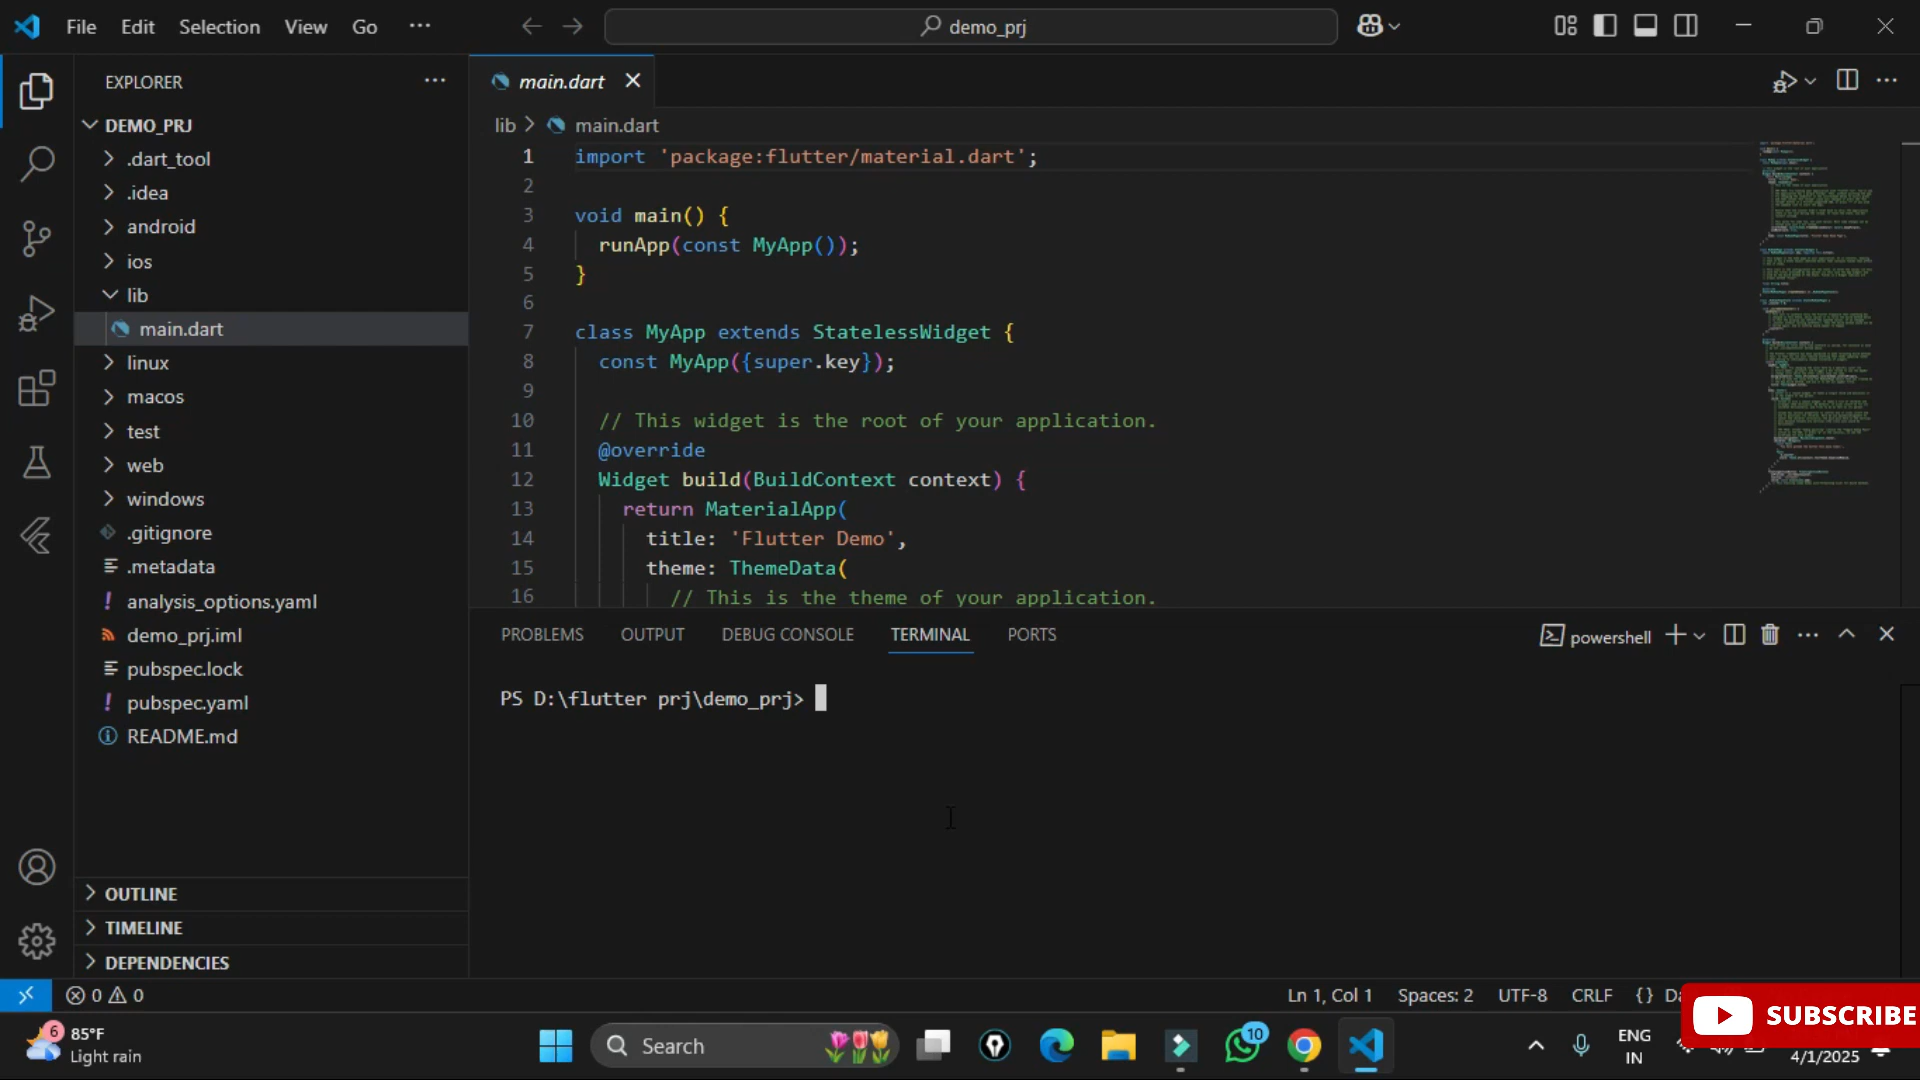 File Edit Selection View Go ···
demo_prj
EXPLORER
DEMO_PRJ
.dart_tool
.idea
android
ios
lib
main.dart
linux
macos
test
web
windows
.gitignore
.metadata
analysis_options.yaml
demo_prj.iml
pubspec.lock
pubspec.yaml
README.md
OUTLINE
TIMELINE
DEPENDENCIES
main.dart
lib > main.dart
1 import 'package:flutter/material.dart';
2
3 void main() {
4 runApp(const MyApp());
5 }
6
7 class MyApp extends StatelessWidget {
8 const MyApp({super.key});
9
10 // This widget is the root of your application.
11 @override
12 Widget build(BuildContext context) {
13 return MaterialApp(
14 title: 'Flutter Demo',
15 theme: ThemeData(
16 // This is the theme of your application.
PROBLEMS OUTPUT DEBUG CONSOLE TERMINAL PORTS
powershell
PS D:\flutter prj\demo_prj>
0 0
Ln 1, Col 1 Spaces: 2 UTF-8 CRLF {}
SUBSCRIBE
6
85°F
Light rain
Search
10
ENG
IN
4/1/2025